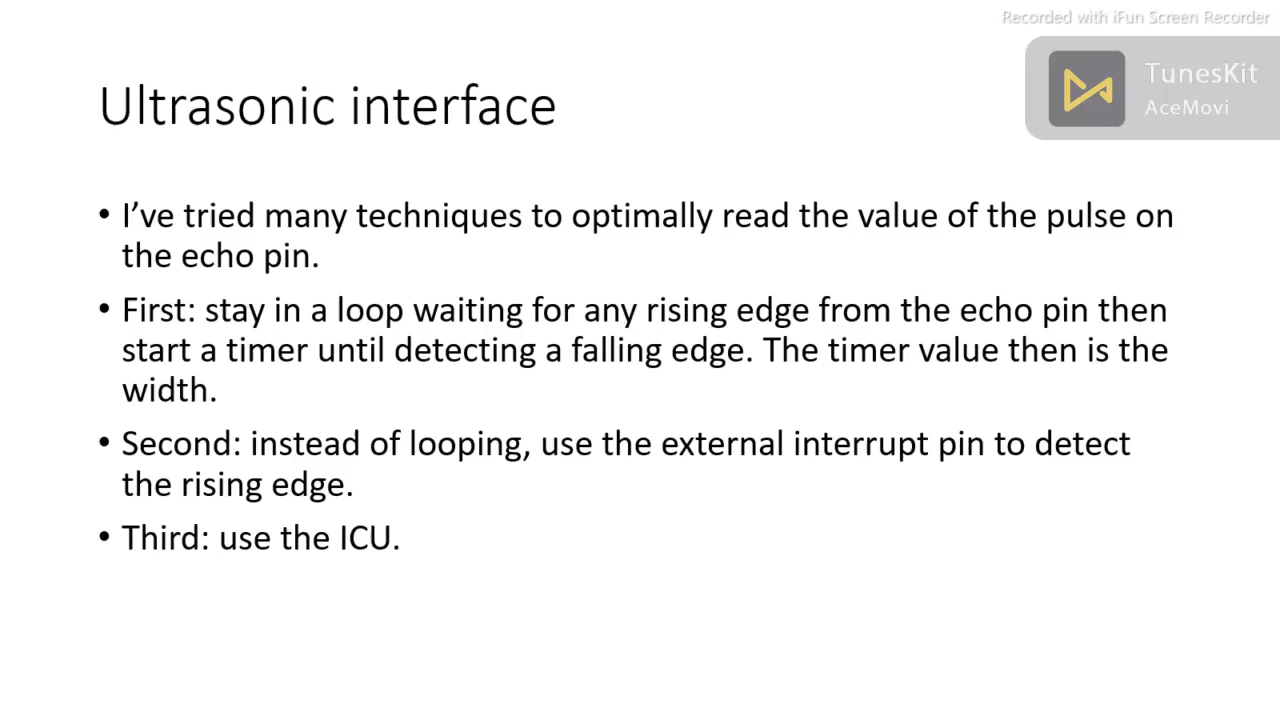 Recorded with iFun Screen Recorder
TunesKit
AceMovi
Ultrasonic interface
• I’ve tried many techniques to optimally read the value of the pulse on
the echo pin.
• First: stay in a loop waiting for any rising edge from the echo pin then
start a timer until detecting a falling edge. The timer value then is the
width.
• Second: instead of looping, use the external interrupt pin to detect
the rising edge.
• Third: use the ICU.